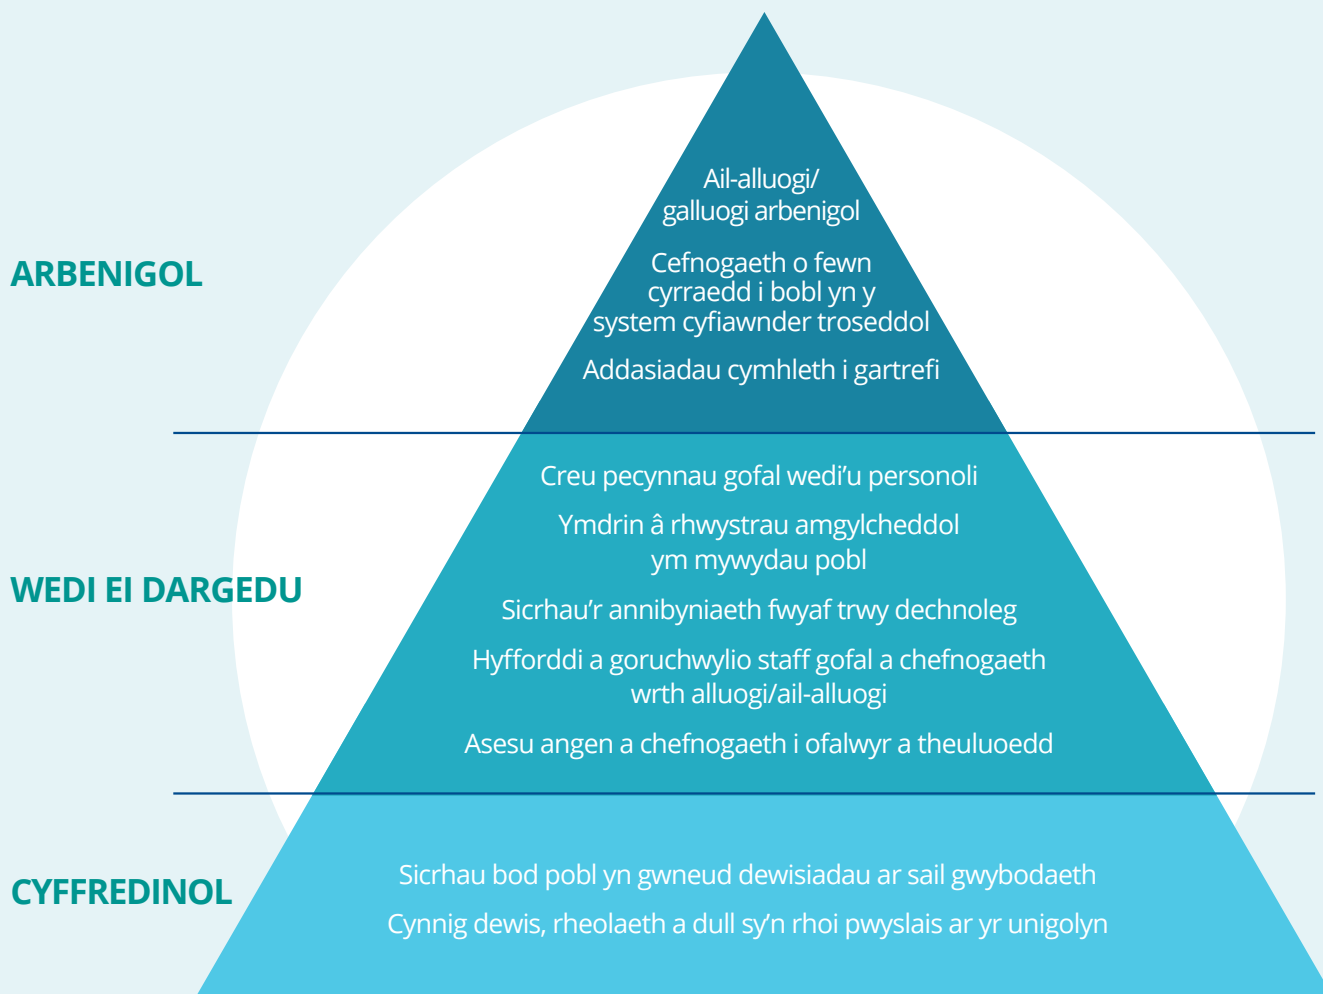 ARBENIGOL
Ail-alluogi/
galluogi arbenigol
Cefnogaeth o fewn
cyrraedd i bobl yn y
system cyfiawnder troseddol
Addasiadau cymhleth i gartrefi
WEDI EI DARGEDU
Creu pecynnau gofal wedi’u personoli
Ymdrin â rhwystrau amgylcheddol
ym mywydau pobl
Sicrhau’r annibyniaeth fwyaf trwy dechnoleg
Hyfforddi a goruchwylio staff gofal a chefnogaeth
wrth alluogi/ail-alluogi
Asesu angen a chefnogaeth i ofalwyr a theuluoedd
CYFFREDINOL
Sicrhau bod pobl yn gwneud dewisiadau ar sail gwybodaeth
Cynnig dewis, rheolaeth a dull sy’n rhoi pwyslais ar yr unigolyn